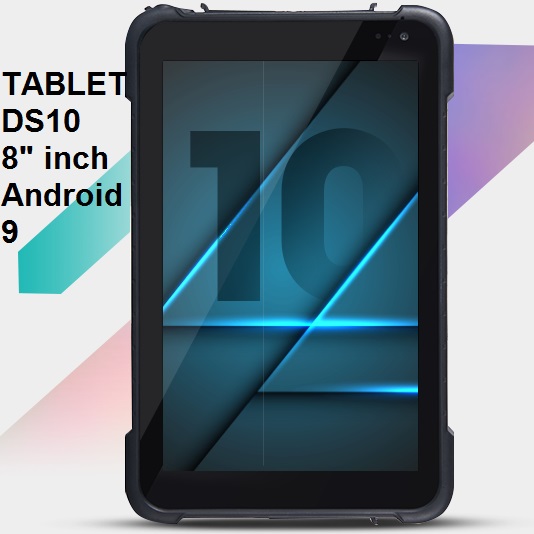 TABLET
DS10
8" inch
Android
9
10